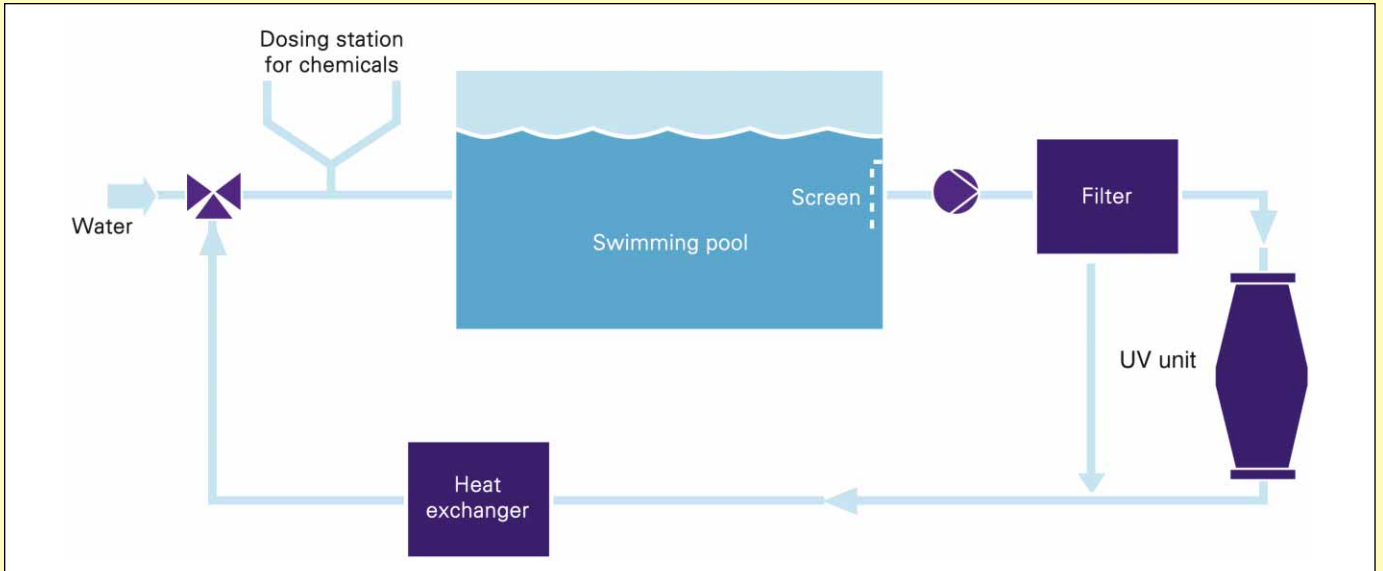 Dosing station
for chemicals
Water
Swimming pool
Screen
Filter
UV unit
Heat
exchanger